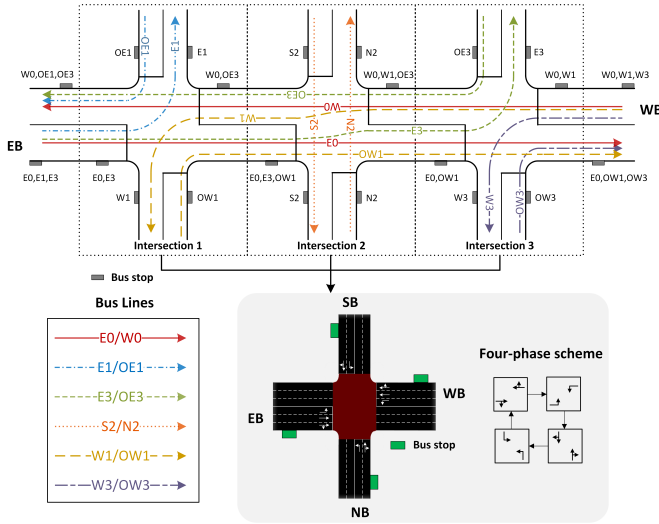 OE1
OE1
E1
E1
S2
N2
OE3
E3
W0,OE1,OE3
W0,OE3
W0,W1,OE3
W0,W1
W0,W1,W3
OE3
W0
W1
S2
N2
E3
WB
EB
E0
OW1
E0,E1,E3
E0,E3
E0,E3,OW1
E0,OW1
E0,OW1,OW3
W1
OW1
S2
N2
W3
W3
OW3
OW3
Intersection 1
Intersection 2
Intersection 3
Bus stop
Bus Lines
E0/W0
E1/OE1
E3/OE3
S2/N2
W1/OW1
W3/OW3
SB
WB
EB
Bus stop
NB
Four-phase scheme